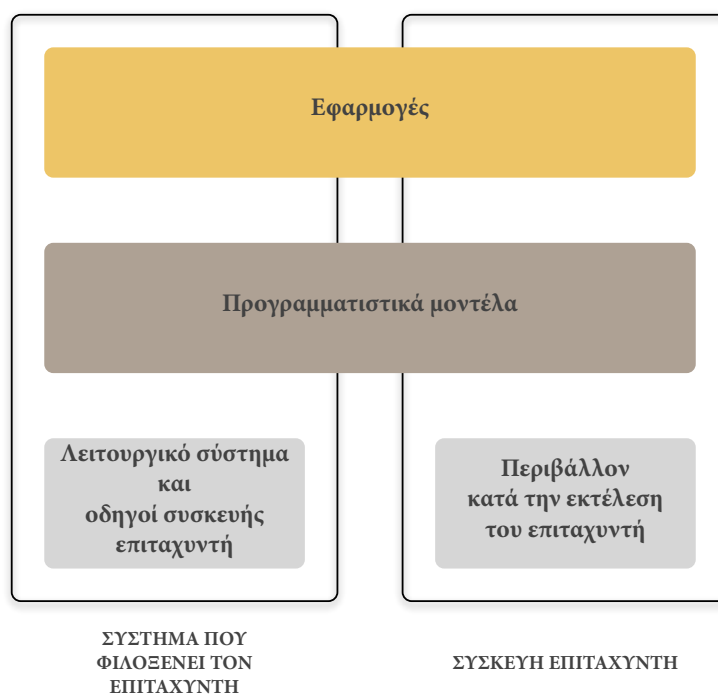 Εφαρμογές
Προγραμματιστικά μοντέλα
Λειτουργικό σύστημα
και
οδηγοί συσκευής
επιταχυντή
Περιβάλλον
κατά την εκτέλεση
του επιταχυντή
ΣΥΣΤΗΜΑ ΠΟΥ
ΦΙΛΟΞΕΝΕΙ ΤΟΝ
ΕΠΙΤΑΧΥΝΤΗ
ΣΥΣΚΕΥΗ ΕΠΙΤΑΧΥΝΤΗ